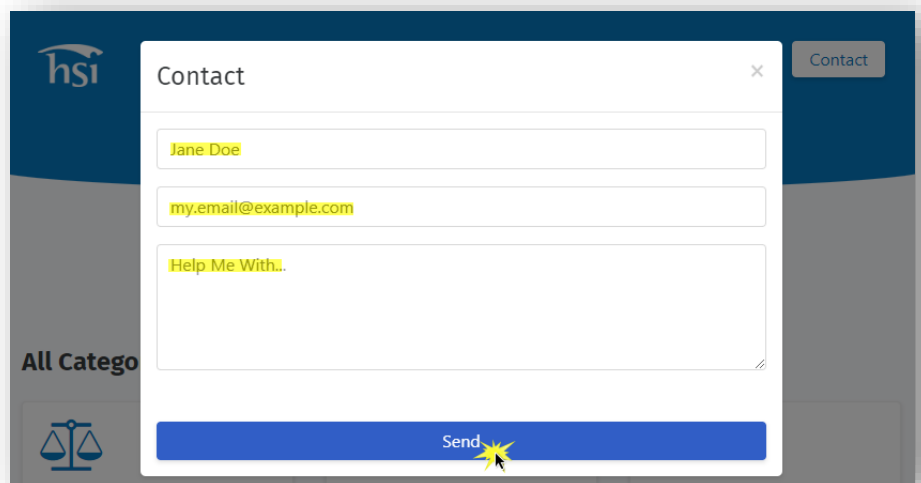 hsi
Contact
×
Contact
Jane Doe
my.email@example.com
Help Me With...
All Catego
Send